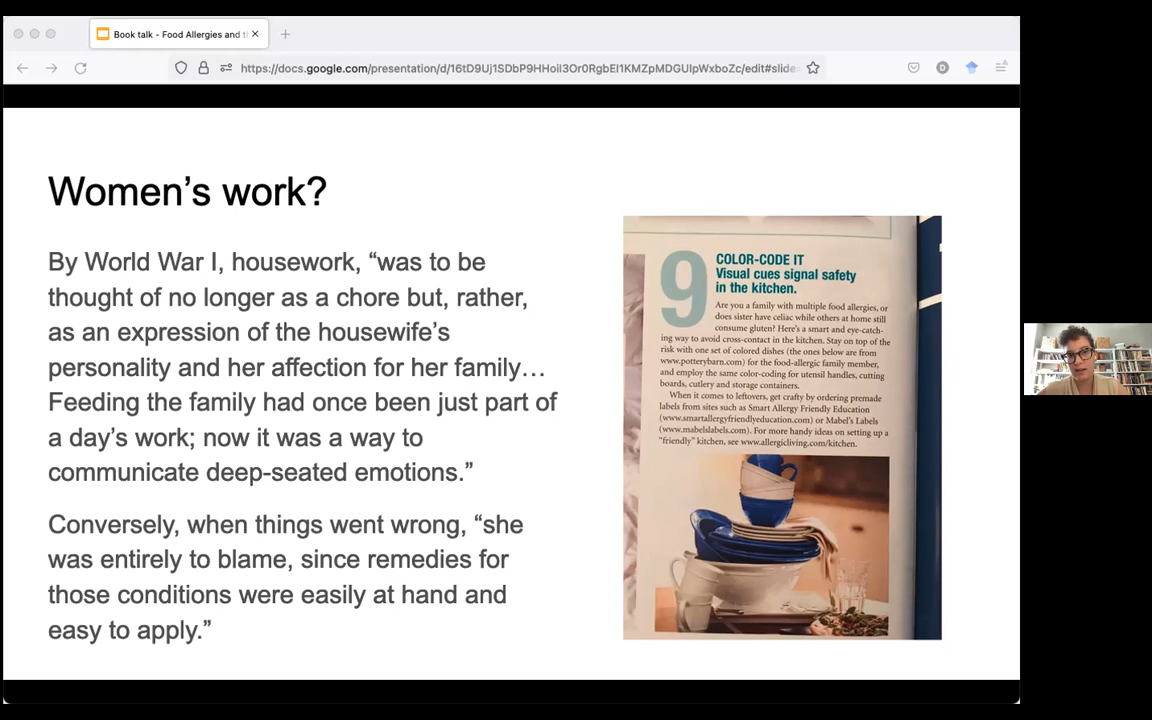 Book talk - Food Allergies and t
https://docs.google.com/presentation/d/16tD9Uj1SDbP9HHoil3Or0RgbEI1KMZpMDGUIpWxboZc/edit#slide=
D
Women's work?
By World War I, housework, “was to be
thought of no longer as a chore but, rather,
as an expression of the housewife’s
personality and her affection for her family…
Feeding the family had once been just part of
a day’s work; now it was a way to
communicate deep-seated emotions.”
Conversely, when things went wrong, “she
was entirely to blame, since remedies for
those conditions were easily at hand and
easy to apply.”
9
COLOR-CODE IT
Visual cues signal safety
in the kitchen.
Are you a family with multiple food allergies, or
does sister have celiac while others at home still
consume gluten? Here's a smart and eye-catch-
ing way to avoid cross-contact in the kitchen. Stay on top of the
risk with one set of colored dishes (the ones below are from
www.potterybarn.com) for the food-allergic family member,
and employ the same color-coding for utensil handles, cutting
boards, cutlery and storage containers.
When it comes to leftovers, get crafty by ordering premade
labels from sites such as Smart Allergy Friendly Education
(www.smartallergyfriendlyeducation.com) or Mabel's Labels
(www.mabelslabels.com). For more handy ideas on setting up a
"friendly" kitchen, see www.allergicliving.com/kitchen.